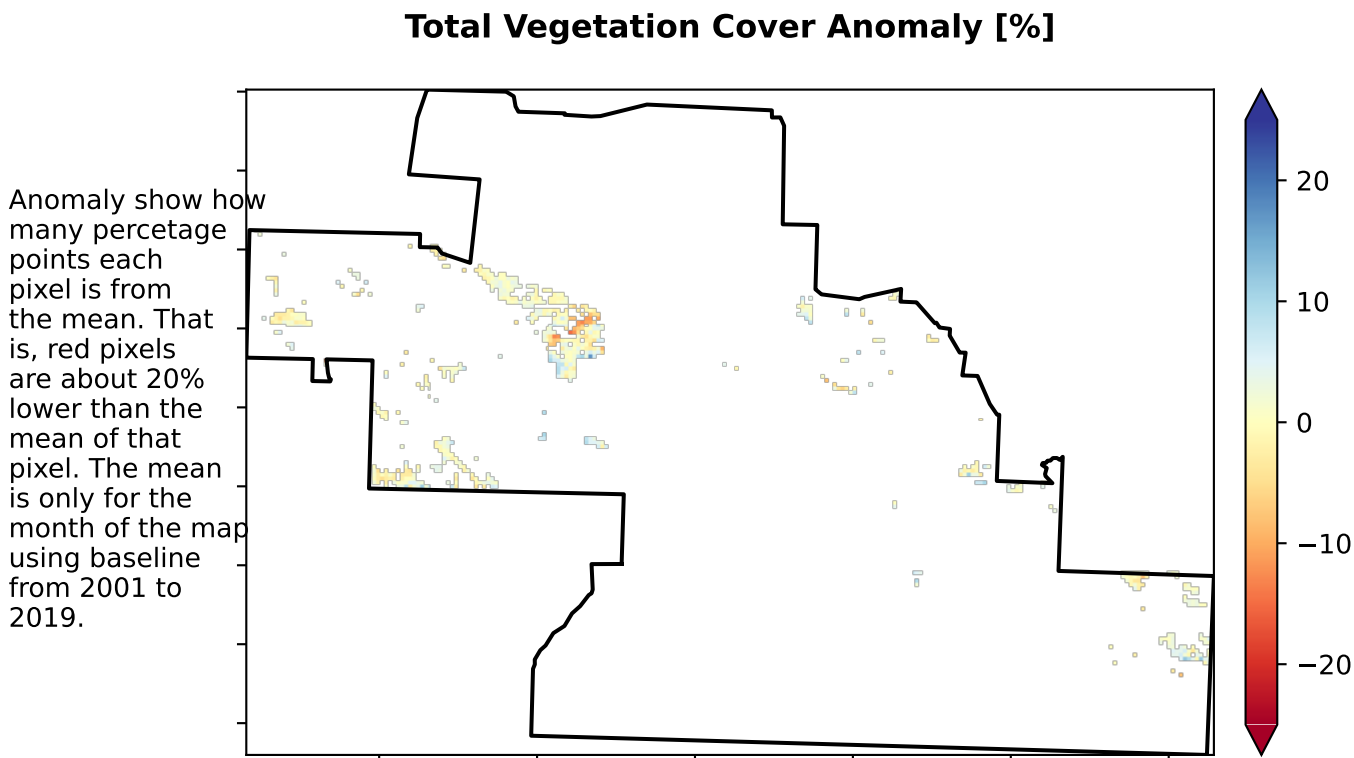 Total Vegetation Cover Anomaly [%]
Anomaly show how
many percetage
points each
pixel is from
the mean. That
is, red pixels
are about 20%
lower than the
mean of that
pixel. The mean
is only for the
month of the map
using baseline
from 2001 to
2019.
20
10
0
−10
−20